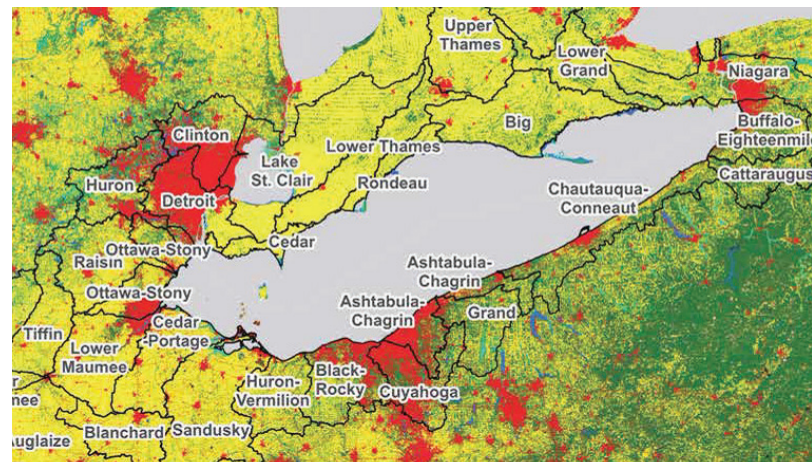 Upper
Thames
Lower
Grand
Niagara
Clinton
Big
Buffalo-
Eighteenmile
Lake
St. Clair
Lower Thames
Cattaraugus
Huron
Rondeau
Chautauqua-
Conneaut
Detroit
Ottawa-Stony
Cedar
Raisin
Ashtabula-
Chagrin
Ottawa-Stony
Ashtabula-
Chagrin
Grand
Cedar
-Portage
Tiffin
Lower
Maumee
Huron-
Vermilion
Black-
Rocky
Cuyahoga
Auglaize
Blanchard
Sandusky